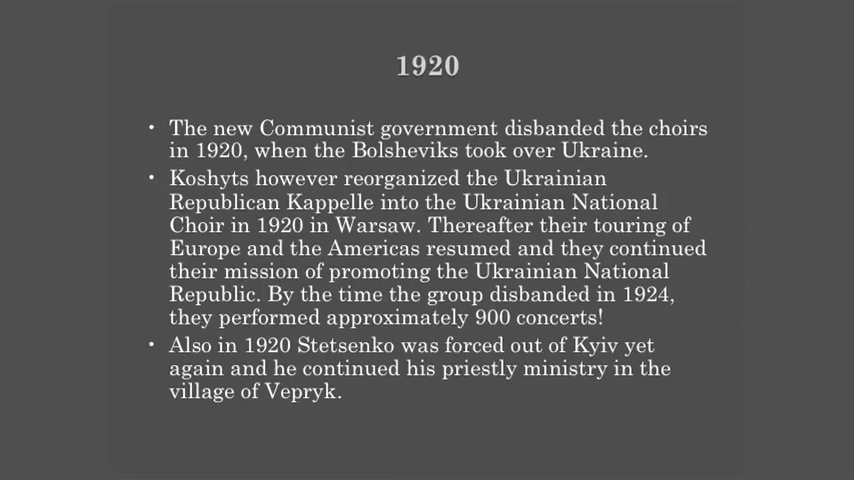 1920
• The new Communist government disbanded the choirs
in 1920, when the Bolsheviks took over Ukraine.
• Koshyts however reorganized the Ukrainian
Republican Kappelle into the Ukrainian National
Choir in 1920 in Warsaw. Thereafter their touring of
Europe and the Americas resumed and they continued
their mission of promoting the Ukrainian National
Republic. By the time the group disbanded in 1924,
they performed approximately 900 concerts!
• Also in 1920 Stetsenko was forced out of Kyiv yet
again and he continued his priestly ministry in the
village of Vepryk.